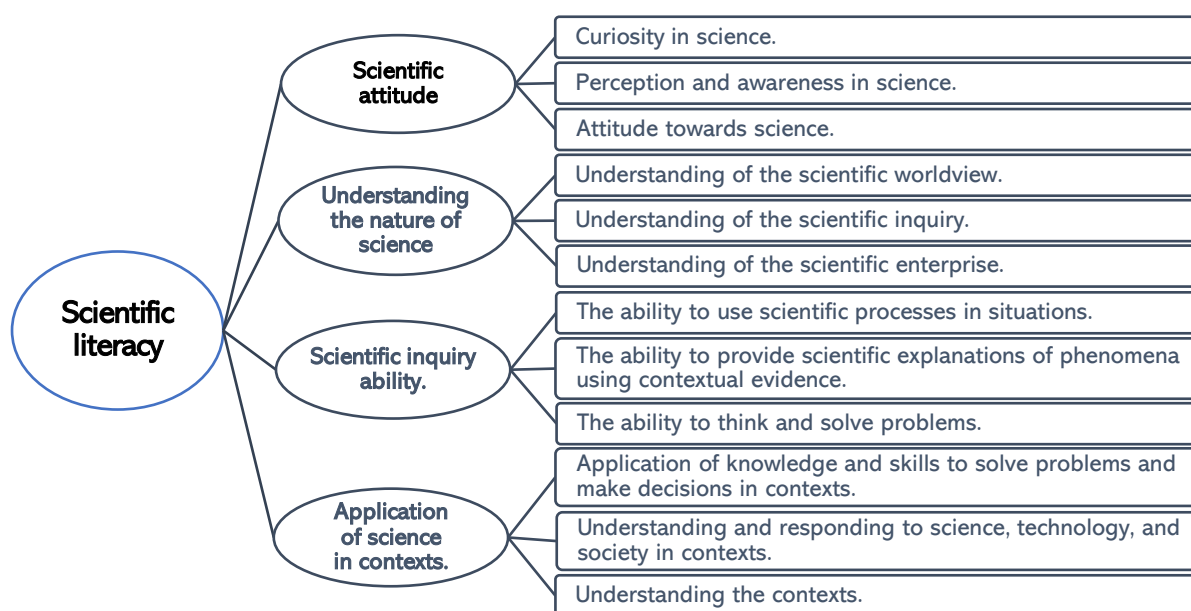 Scientific
literacy
Scientific
attitude
Curiosity in science.
Perception and awareness in science.
Attitude towards science.
Understanding
the nature of
science
Understanding of the scientific worldview.
Understanding of the scientific inquiry.
Understanding of the scientific enterprise.
Scientific inquiry
ability.
The ability to use scientific processes in situations.
The ability to provide scientific explanations of phenomena
using contextual evidence.
The ability to think and solve problems.
Application
of science
in contexts.
Application of knowledge and skills to solve problems and
make decisions in contexts.
Understanding and responding to science, technology, and
society in contexts.
Understanding the contexts.